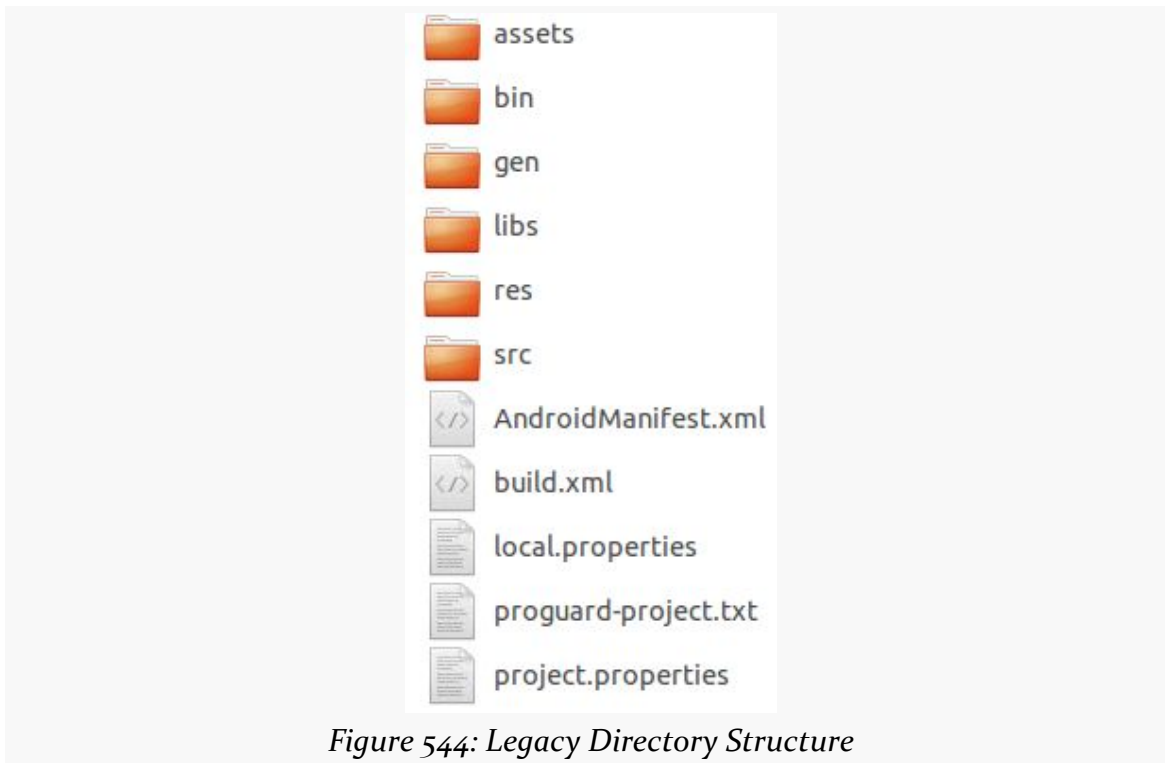 assets
bin
gen
libs
res
src
AndroidManifest.xml
build.xml
local.properties
proguard-project.txt
project.properties
Figure 544: Legacy Directory Structure